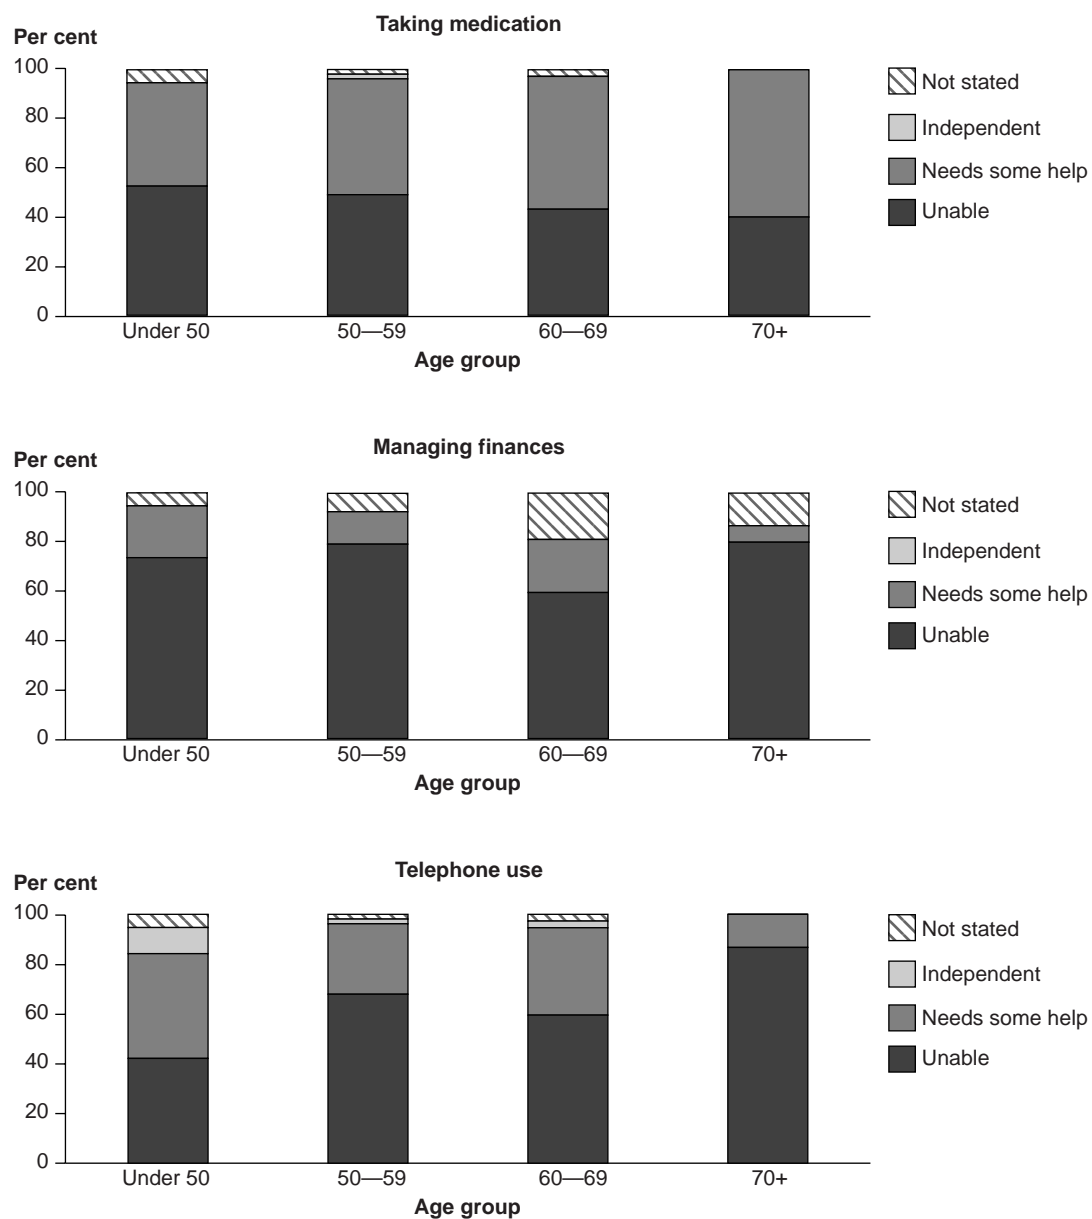 Taking medication
Per cent
100
80
60
40
20
0
Under 50
50—59
60—69
70+
Age group
Not stated
Independent
Needs some help
Unable
Managing finances
Per cent
100
80
60
40
20
0
Under 50
50—59
60—69
70+
Age group
Not stated
Independent
Needs some help
Unable
Telephone use
Per cent
100
80
60
40
20
0
Under 50
50—59
60—69
70+
Age group
Not stated
Independent
Needs some help
Unable